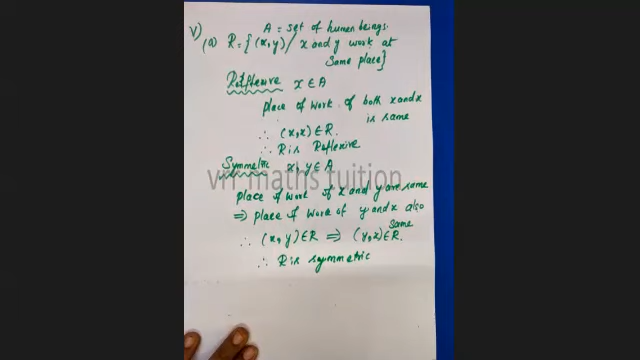 V) A = set of human beings.
(a) R = {(x,y) / x and y work at
same place}
Reflexive x ∈ A
place of work of both x and x
is same
∴ (x,x) ∈ R.
∴ R is Reflexive
Symmetric x, y ∈ A
vh maths tuition
place of work of x and y are same
⇒ place of work of y and x also
same
∴ (x,y) ∈ R ⇒ (y,x) ∈ R.
∴ R is symmetric